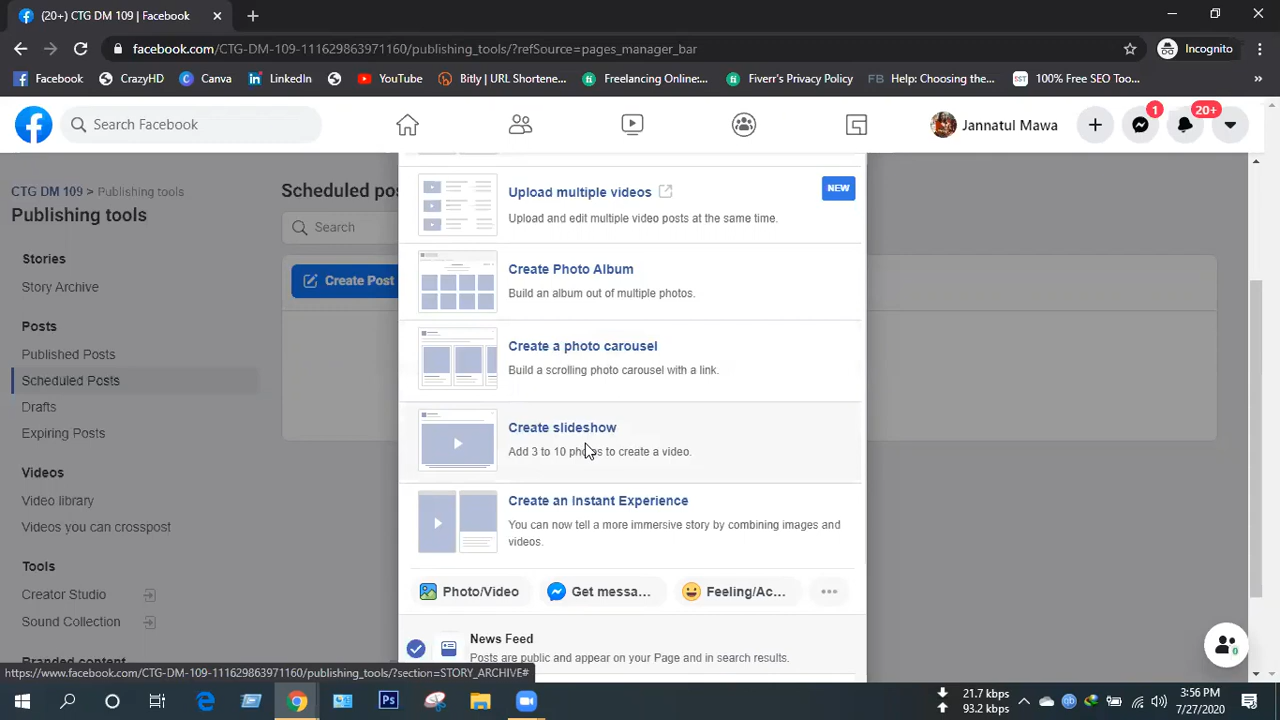 (20+) CTG DM 109 | Facebook
facebook.com/CTG-DM-109-111629863971160/publishing_tools/?refSource=pages_manager_bar
Incognito
Facebook
CrazyHD
Canva
LinkedIn
YouTube
Bitly | URL Shortene...
Freelancing Online:...
Fiverr's Privacy Policy
FB Help: Choosing the...
SST 100% Free SEO Too...
Search Facebook
Jannatul Mawa
1
20+
CTG DM 109 > Publishing tools
Publishing tools
Stories
Story Archive
Posts
Published Posts
Scheduled Posts
Drafts
Expiring Posts
Videos
Video library
Videos you can crosspost
Tools
Creator Studio
Sound Collection
Branded content
Scheduled pos
Search
Create Post
Upload multiple videos
NEW
Upload and edit multiple video posts at the same time.
Create Photo Album
Build an album out of multiple photos.
Create a photo carousel
Build a scrolling photo carousel with a link.
Create slideshow
Add 3 to 10 photos to create a video.
Create an Instant Experience
You can now tell a more immersive story by combining images and
videos.
Photo/Video
Get messa...
Feeling/Ac...
News Feed
Posts are public and appear on your Page and in search results.
0
https://www.facebook.com/CTG-DM-109-111629863971160/publishing_tools/?section=STORY_ARCHIVE#
21.7 kbps
93.2 kbps
3:56 PM
7/27/2020